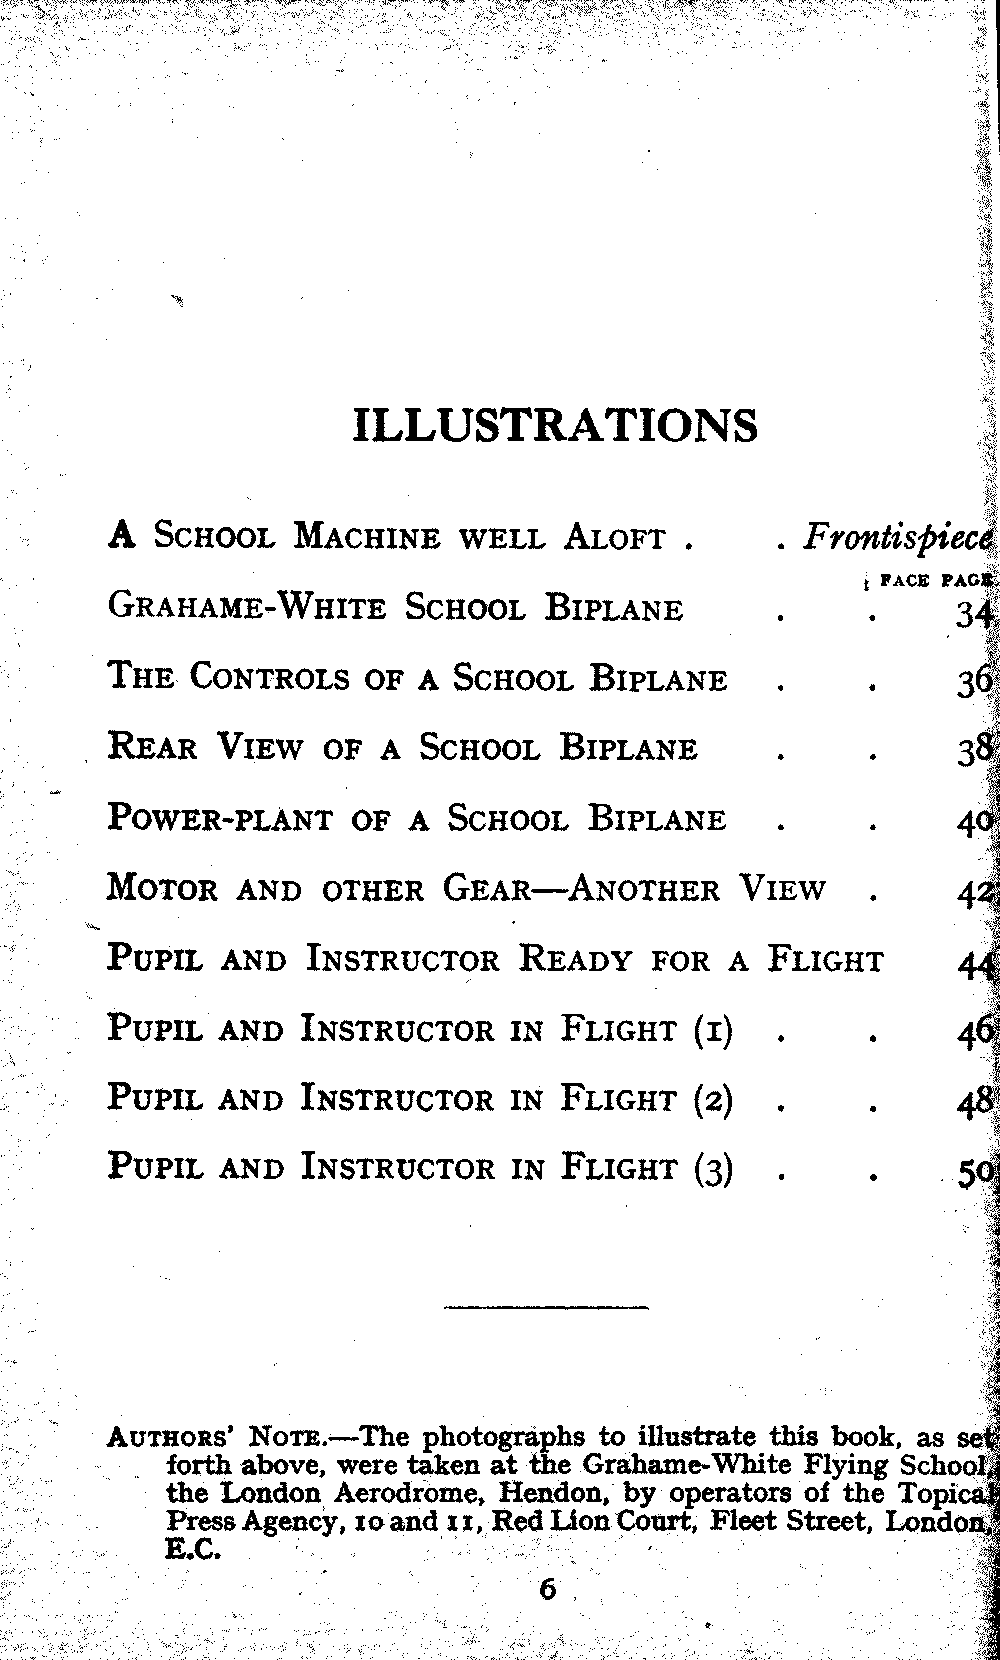 ILLUSTRATIONS
A School Machine well Aloft . . Frontispiece
FACE PAGE
Grahame-White School Biplane . . 34
The Controls of a School Biplane . . 36
Rear View of a School Biplane . . 38
Power-plant of a School Biplane . . 40
Motor and other Gear—Another View . 42
Pupil and Instructor Ready for a Flight 44
Pupil and Instructor in Flight (1) . . 46
Pupil and Instructor in Flight (2) . . 48
Pupil and Instructor in Flight (3) . . 50
Authors' Note.—The photographs to illustrate this book, as set
forth above, were taken at the Grahame-White Flying School,
the London Aerodrome, Hendon, by operators of the Topical
Press Agency, 10 and 11, Red Lion Court, Fleet Street, London,
E.C.
6